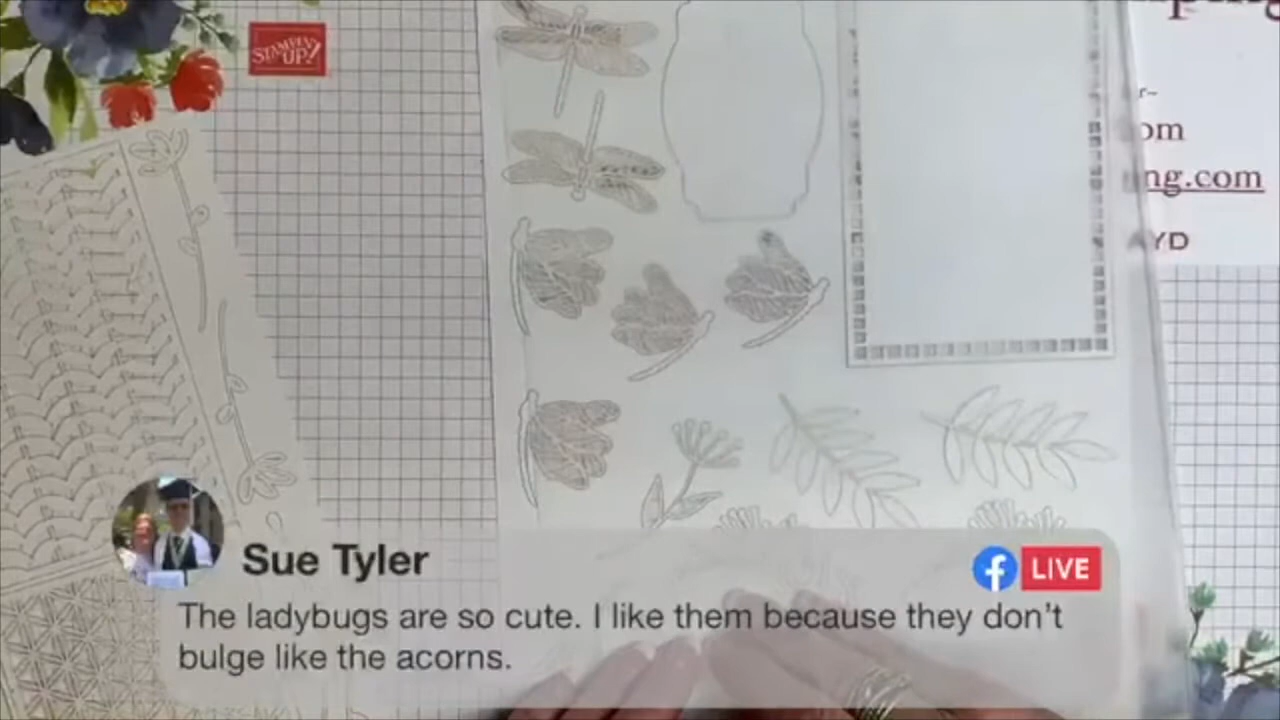 STAMPIN' UP!
om
ng.com
AYD
Sue Tyler
LIVE
The ladybugs are so cute. I like them because they don't
bulge like the acorns.